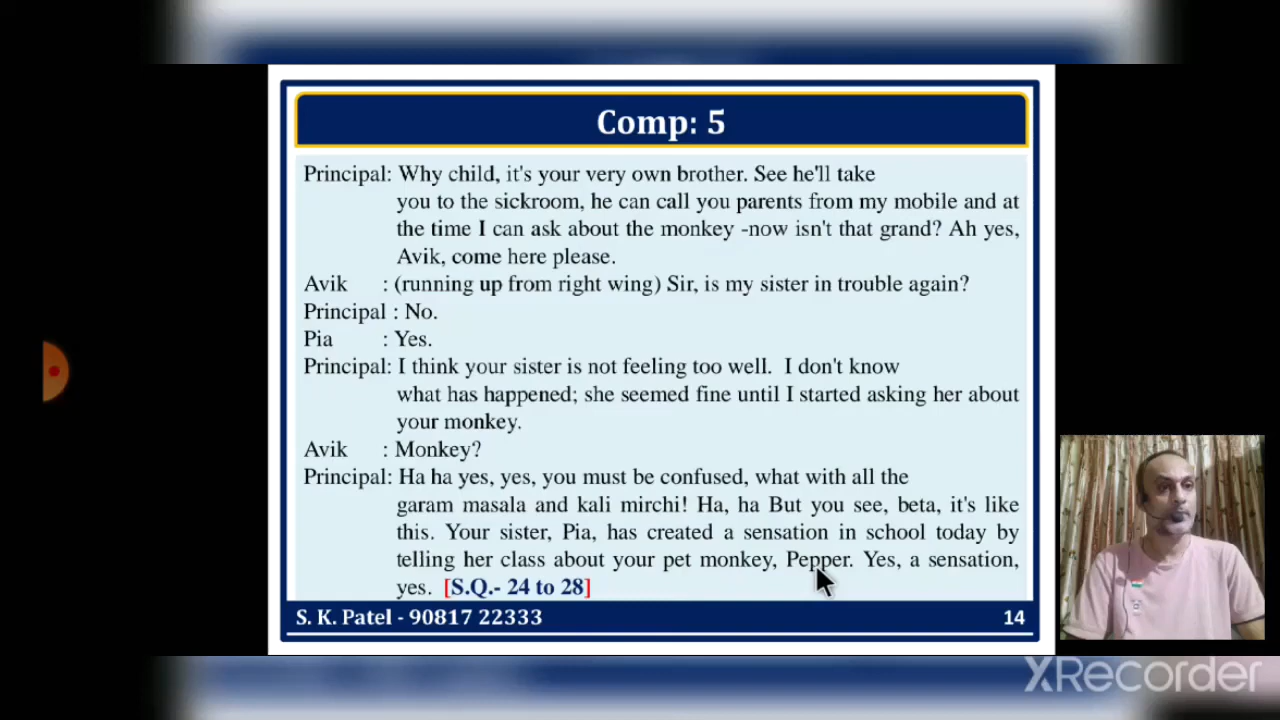 Comp: 5
Principal: Why child, it's your very own brother. See he'll take
you to the sickroom, he can call you parents from my mobile and at
the time I can ask about the monkey -now isn't that grand? Ah yes,
Avik, come here please.
Avik : (running up from right wing) Sir, is my sister in trouble again?
Principal : No.
Pia : Yes.
Principal: I think your sister is not feeling too well. I don't know
what has happened; she seemed fine until I started asking her about
your monkey.
Avik : Monkey?
Principal: Ha ha yes, yes, you must be confused, what with all the
garam masala and kali mirchi! Ha, ha But you see, beta, it's like
this. Your sister, Pia, has created a sensation in school today by
telling her class about your pet monkey, Pepper. Yes, a sensation,
yes. [S.Q.- 24 to 28]
S. K. Patel - 90817 22333 14
XRecorder